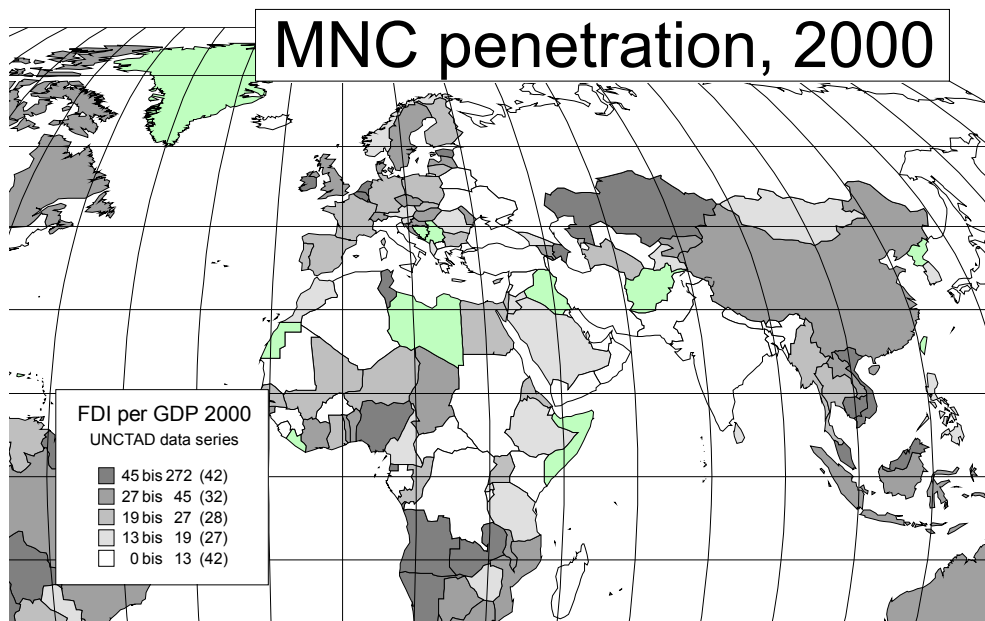 MNC penetration, 2000
FDI per GDP 2000
UNCTAD data series
45 bis 272 (42)
27 bis 45 (32)
19 bis 27 (28)
13 bis 19 (27)
0 bis 13 (42)